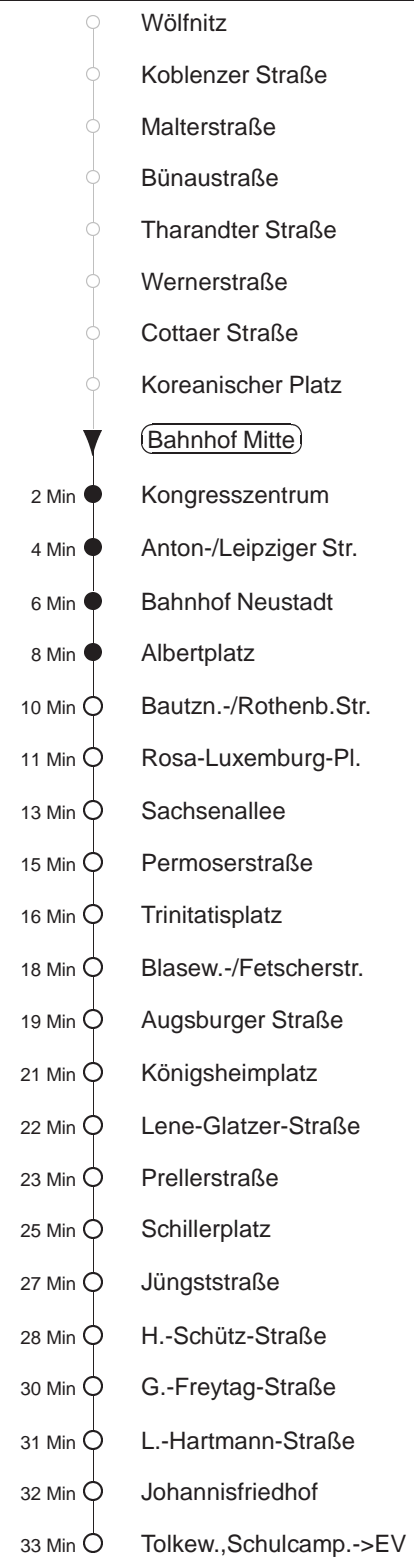 Wölfnitz
Koblenzer Straße
Malterstraße
Bünaustraße
Tharandter Straße
Wernerstraße
Cottaer Straße
Koreanischer Platz
Bahnhof Mitte
2 Min Kongresszentrum
4 Min Anton-/Leipziger Str.
6 Min Bahnhof Neustadt
8 Min Albertplatz
10 Min Bautzn.-/Rothenb.Str.
11 Min Rosa-Luxemburg-Pl.
13 Min Sachsenallee
15 Min Permoserstraße
16 Min Trinitatisplatz
18 Min Blasew.-/Fetscherstr.
19 Min Augsburger Straße
21 Min Königsheimplatz
22 Min Lene-Glatzer-Straße
23 Min Prellerstraße
25 Min Schillerplatz
27 Min Jüngststraße
28 Min H.-Schütz-Straße
30 Min G.-Freytag-Straße
31 Min L.-Hartmann-Straße
32 Min Johannisfriedhof
33 Min Tolkew.,Schulcamp.->EV